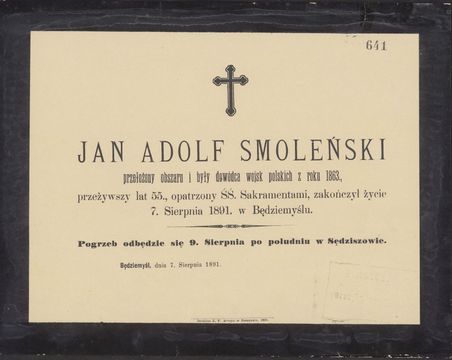 641
JAN ADOLF SMOLEŃSKI
przełożony obszaru i były dowódca wojsk polskich z roku 1863,
przeżywszy lat 55., opatrzony ŚŚ. Sakramentami, zakończył życie
7. Sierpnia 1891. w Będziemyślu.
Pogrzeb odbędzie się 9. Sierpnia po południu w Sędziszowie.
Będziemyśl, dnia 7. Sierpnia 1891.